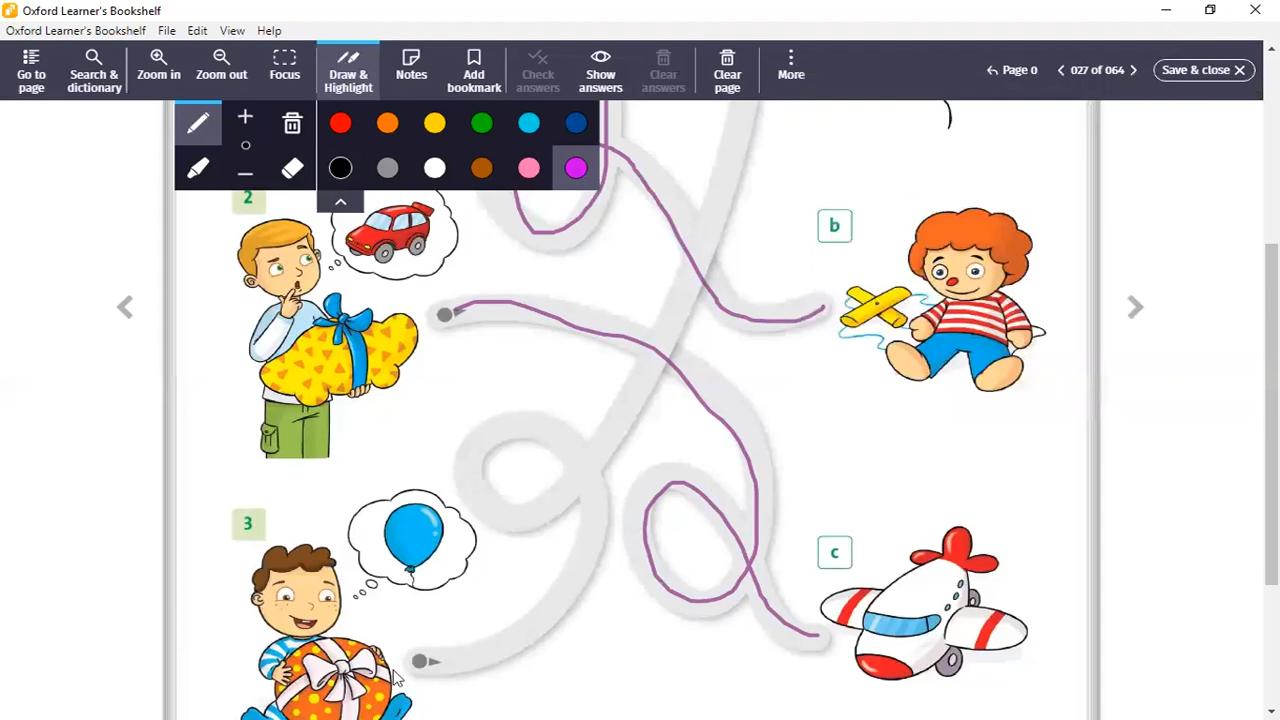 Oxford Learner's Bookshelf
Oxford Learner's Bookshelf File Edit View Help
Go to page
Search & dictionary
Zoom in
Zoom out
Focus
Draw & Highlight
Notes
Add bookmark
Check answers
Show answers
Clear answers
Clear page
More
Page 0
027 of 064
Save & close
2
b
3
c